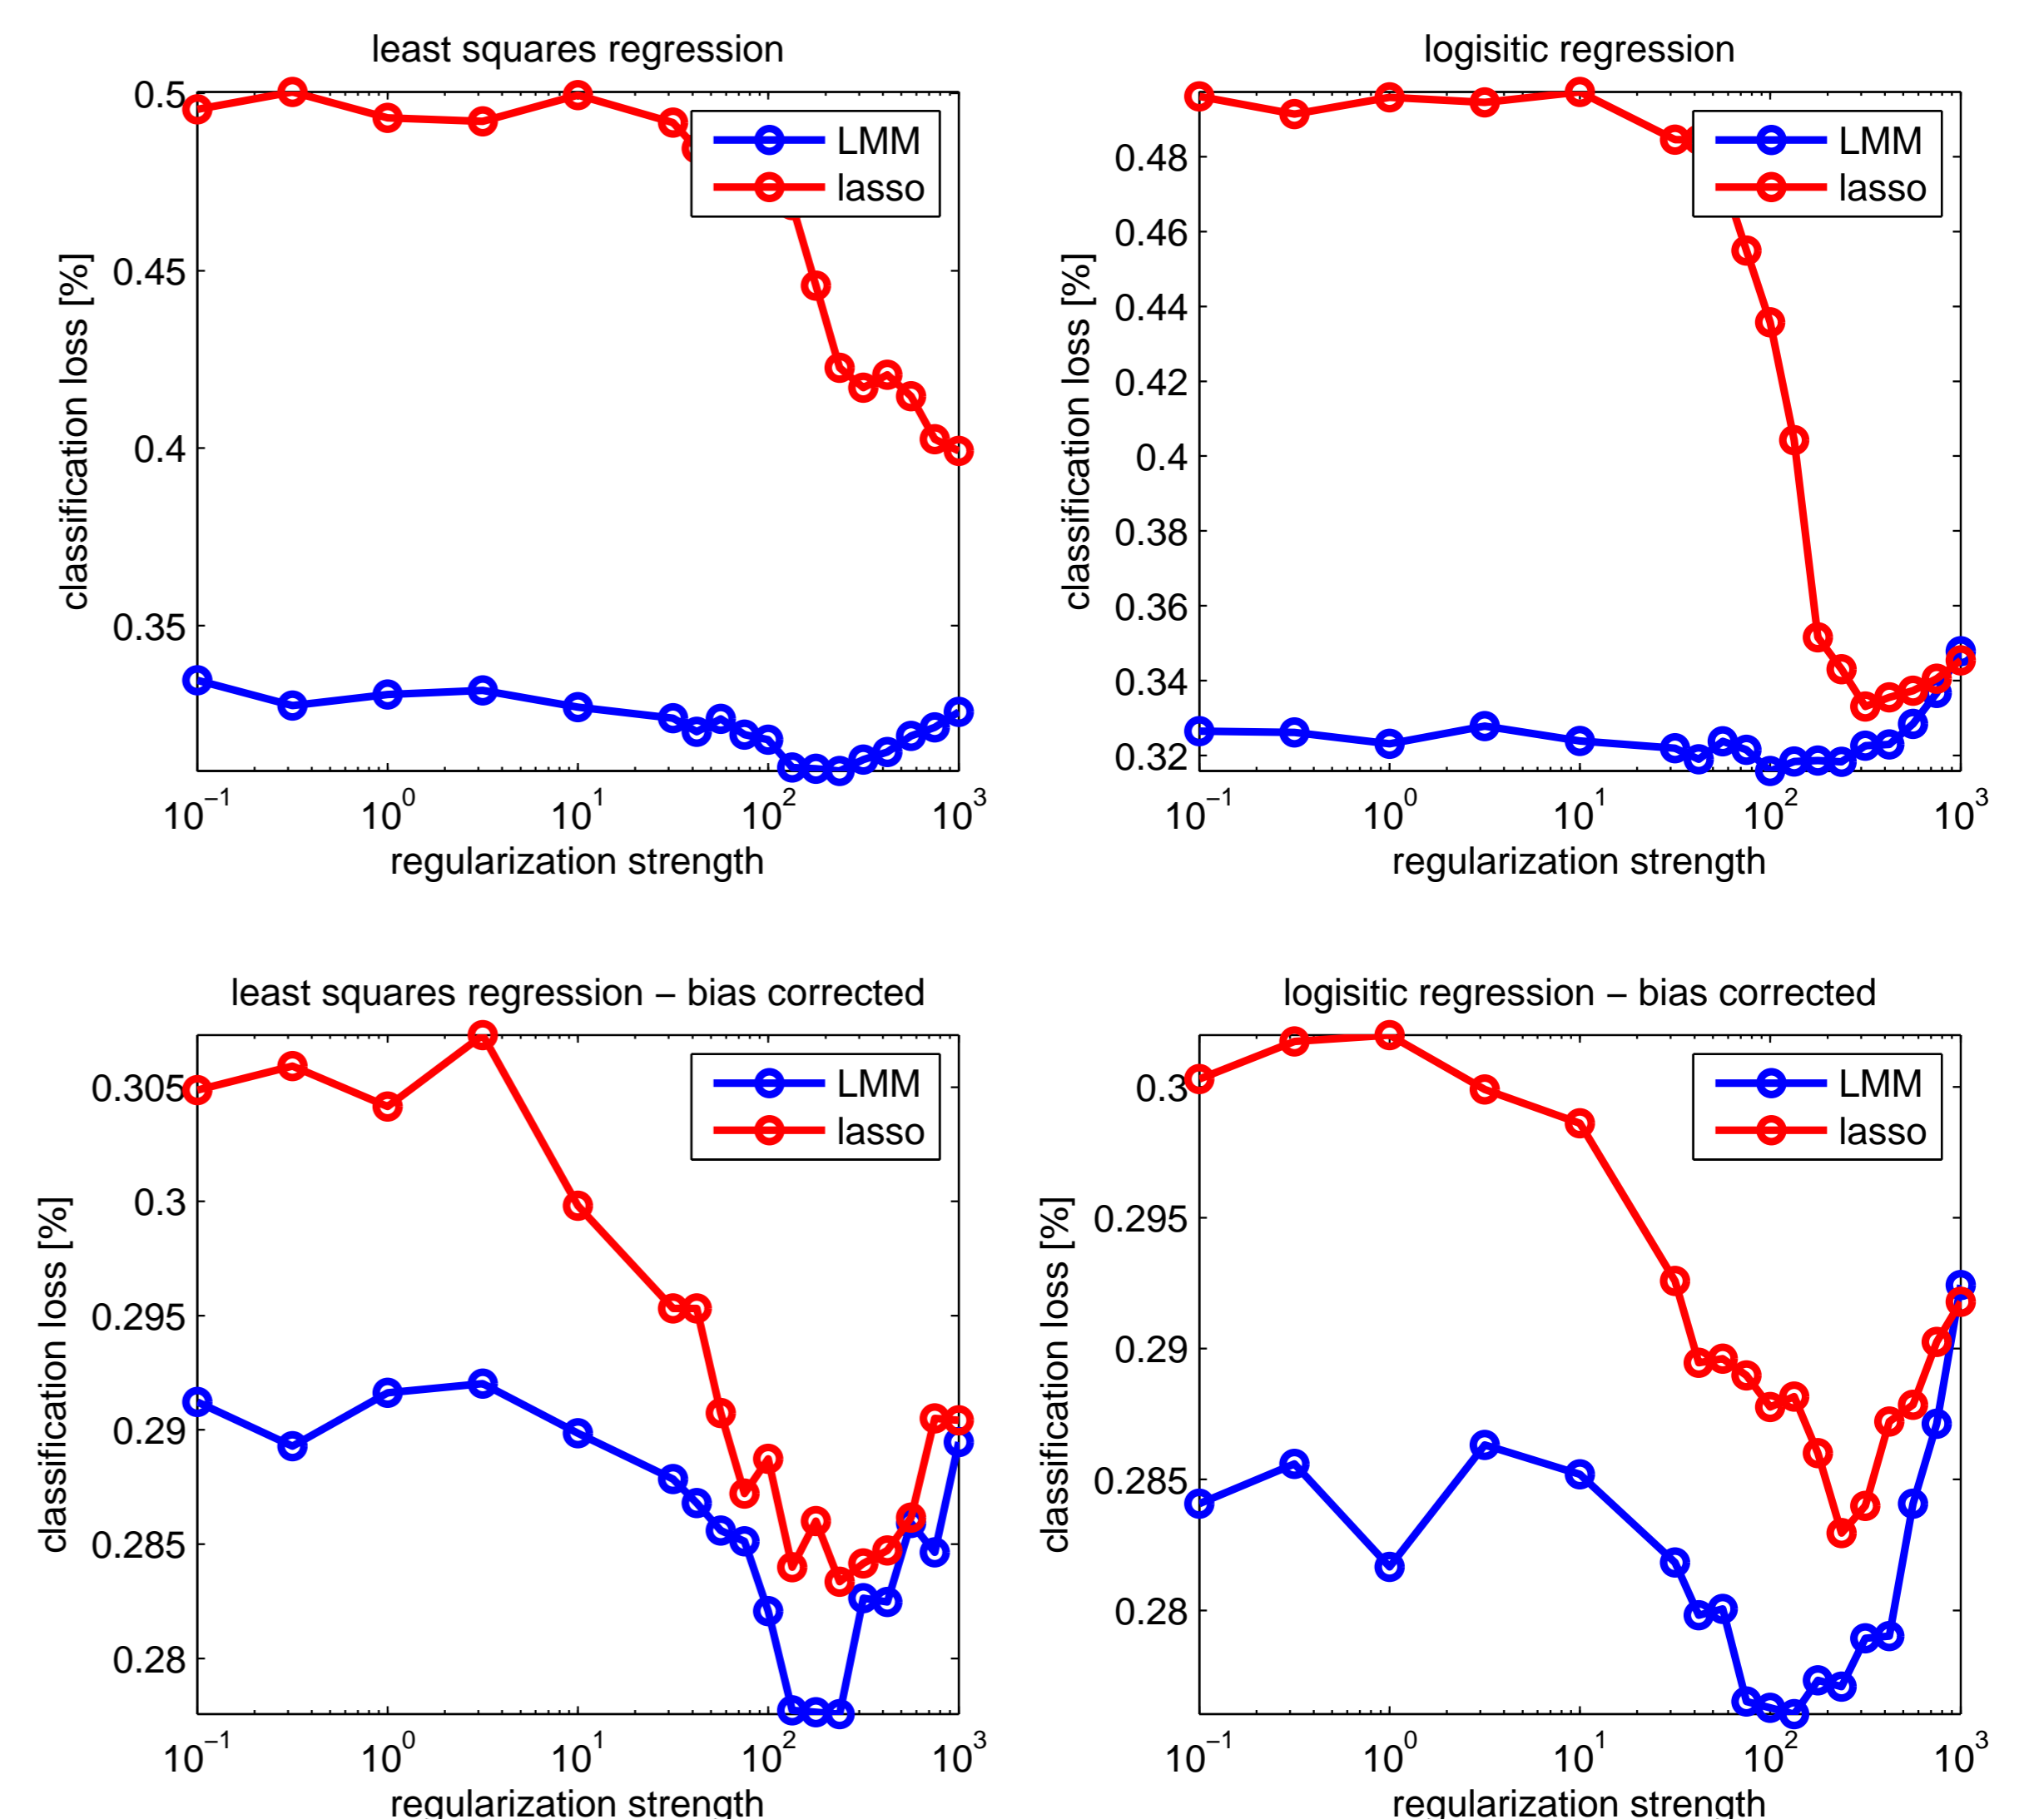 least squares regression
0.5
0.45
0.4
0.35
classification loss [%]
LMM
lasso
10^−1 10^0 10^1 10^2 10^3
regularization strength
logisitic regression
0.48
0.46
0.44
0.42
0.4
0.38
0.36
0.34
0.32
classification loss [%]
LMM
lasso
10^−1 10^0 10^1 10^2 10^3
regularization strength
least squares regression − bias corrected
0.305
0.3
0.295
0.29
0.285
0.28
classification loss [%]
LMM
lasso
10^−1 10^0 10^1 10^2 10^3
regularization strength
logisitic regression − bias corrected
0.3
0.295
0.29
0.285
0.28
classification loss [%]
LMM
lasso
10^−1 10^0 10^1 10^2 10^3
regularization strength